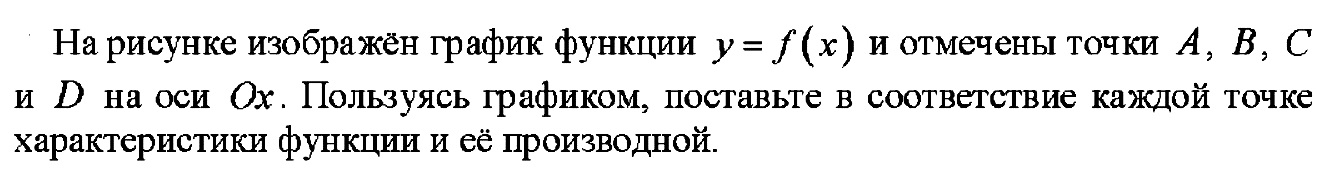 На рисунке изображён график функции y = f(x) и отмечены точки A, B, C
и D на оси Ox. Пользуясь графиком, поставьте в соответствие каждой точке
характеристики функции и её производной.